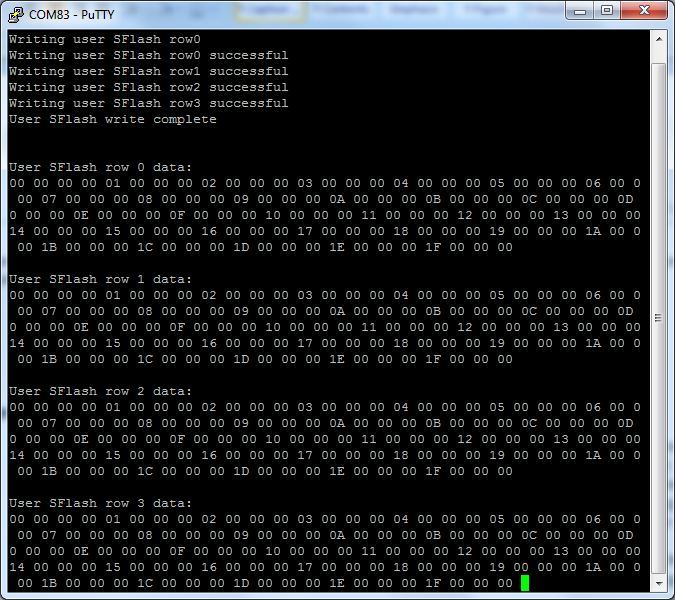 COM83 - PuTTY
Writing user SFlash row0
Writing user SFlash row0 successful
Writing user SFlash row1 successful
Writing user SFlash row2 successful
Writing user SFlash row3 successful
User SFlash write complete
User SFlash row 0 data:
00 00 00 00 01 00 00 00 02 00 00 00 03 00 00 00 04 00 00 00 05 00 00 00 06 00 0
00 07 00 00 00 08 00 00 00 09 00 00 00 0A 00 00 00 0B 00 00 00 0C 00 00 00 0D
0 00 00 0E 00 00 00 0F 00 00 00 10 00 00 00 11 00 00 00 12 00 00 00 13 00 00 00
14 00 00 00 15 00 00 00 16 00 00 00 17 00 00 00 18 00 00 00 19 00 00 00 1A 00 0
00 1B 00 00 00 1C 00 00 00 1D 00 00 00 1E 00 00 00 1F 00 00 00
User SFlash row 1 data:
00 00 00 00 01 00 00 00 02 00 00 00 03 00 00 00 04 00 00 00 05 00 00 00 06 00 0
00 07 00 00 00 08 00 00 00 09 00 00 00 0A 00 00 00 0B 00 00 00 0C 00 00 00 0D
0 00 00 0E 00 00 00 0F 00 00 00 10 00 00 00 11 00 00 00 12 00 00 00 13 00 00 00
14 00 00 00 15 00 00 00 16 00 00 00 17 00 00 00 18 00 00 00 19 00 00 00 1A 00 0
00 1B 00 00 00 1C 00 00 00 1D 00 00 00 1E 00 00 00 1F 00 00 00
User SFlash row 2 data:
00 00 00 00 01 00 00 00 02 00 00 00 03 00 00 00 04 00 00 00 05 00 00 00 06 00 0
00 07 00 00 00 08 00 00 00 09 00 00 00 0A 00 00 00 0B 00 00 00 0C 00 00 00 0D
0 00 00 0E 00 00 00 0F 00 00 00 10 00 00 00 11 00 00 00 12 00 00 00 13 00 00 00
14 00 00 00 15 00 00 00 16 00 00 00 17 00 00 00 18 00 00 00 19 00 00 00 1A 00 0
00 1B 00 00 00 1C 00 00 00 1D 00 00 00 1E 00 00 00 1F 00 00 00
User SFlash row 3 data:
00 00 00 00 01 00 00 00 02 00 00 00 03 00 00 00 04 00 00 00 05 00 00 00 06 00 0
00 07 00 00 00 08 00 00 00 09 00 00 00 0A 00 00 00 0B 00 00 00 0C 00 00 00 0D
0 00 00 0E 00 00 00 0F 00 00 00 10 00 00 00 11 00 00 00 12 00 00 00 13 00 00 00
14 00 00 00 15 00 00 00 16 00 00 00 17 00 00 00 18 00 00 00 19 00 00 00 1A 00 0
00 1B 00 00 00 1C 00 00 00 1D 00 00 00 1E 00 00 00 1F 00 00 00